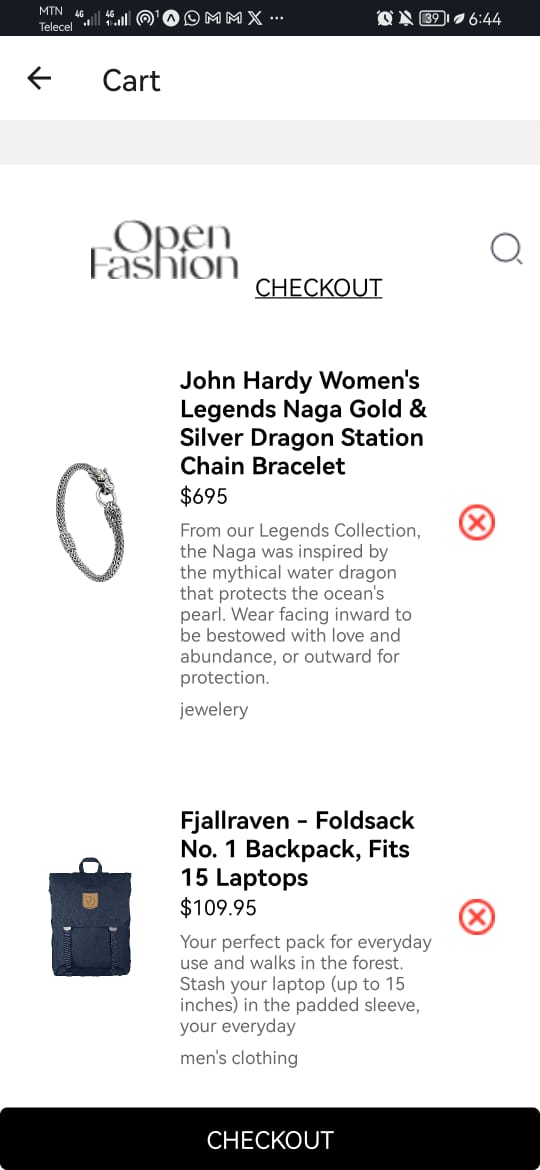 MTN 4G 4G 1 39 6:44
Telecel
Cart
Open
Fashion
CHECKOUT
John Hardy Women's
Legends Naga Gold &
Silver Dragon Station
Chain Bracelet
$695
From our Legends Collection,
the Naga was inspired by
the mythical water dragon
that protects the ocean's
pearl. Wear facing inward to
be bestowed with love and
abundance, or outward for
protection.
jewelery
Fjallraven - Foldsack
No. 1 Backpack, Fits
15 Laptops
$109.95
Your perfect pack for everyday
use and walks in the forest.
Stash your laptop (up to 15
inches) in the padded sleeve,
your everyday
men's clothing
CHECKOUT